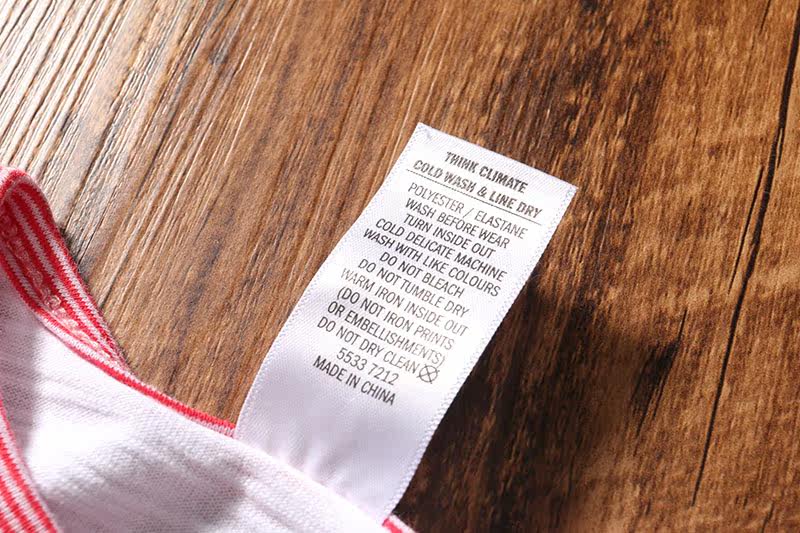 THINK CLIMATE
COLD WASH & LINE DRY
POLYESTER / ELASTANE
WASH BEFORE WEAR
TURN INSIDE OUT
COLD DELICATE MACHINE
WASH WITH LIKE COLOURS
DO NOT BLEACH
DO NOT TUMBLE DRY
WARM IRON INSIDE OUT
(DO NOT IRON PRINTS
OR EMBELLISHMENTS)
DO NOT DRY CLEAN
5533 7212
MADE IN CHINA